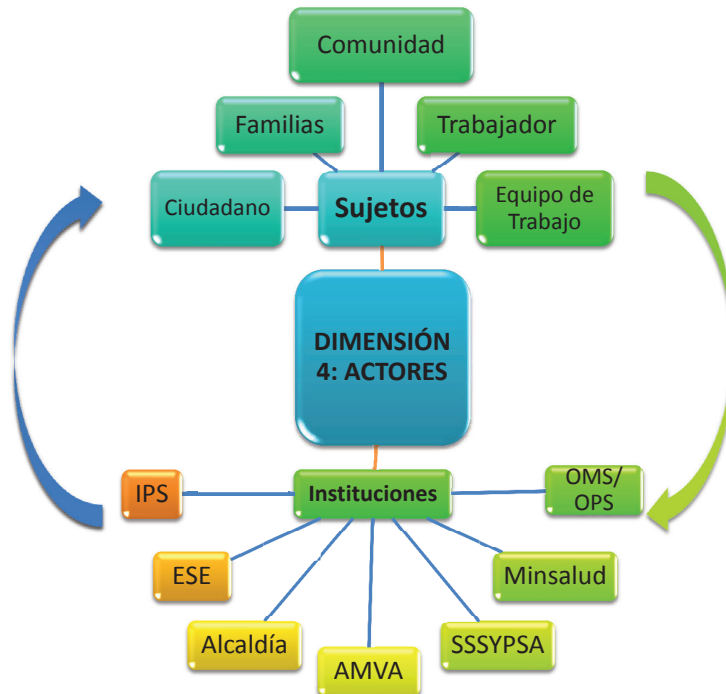 Comunidad
Familias
Trabajador
Ciudadano
Sujetos
Equipo de
Trabajo
DIMENSIÓN
4: ACTORES
IPS
Instituciones
OMS/
OPS
ESE
Minsalud
Alcaldía
SSSYPSA
AMVA